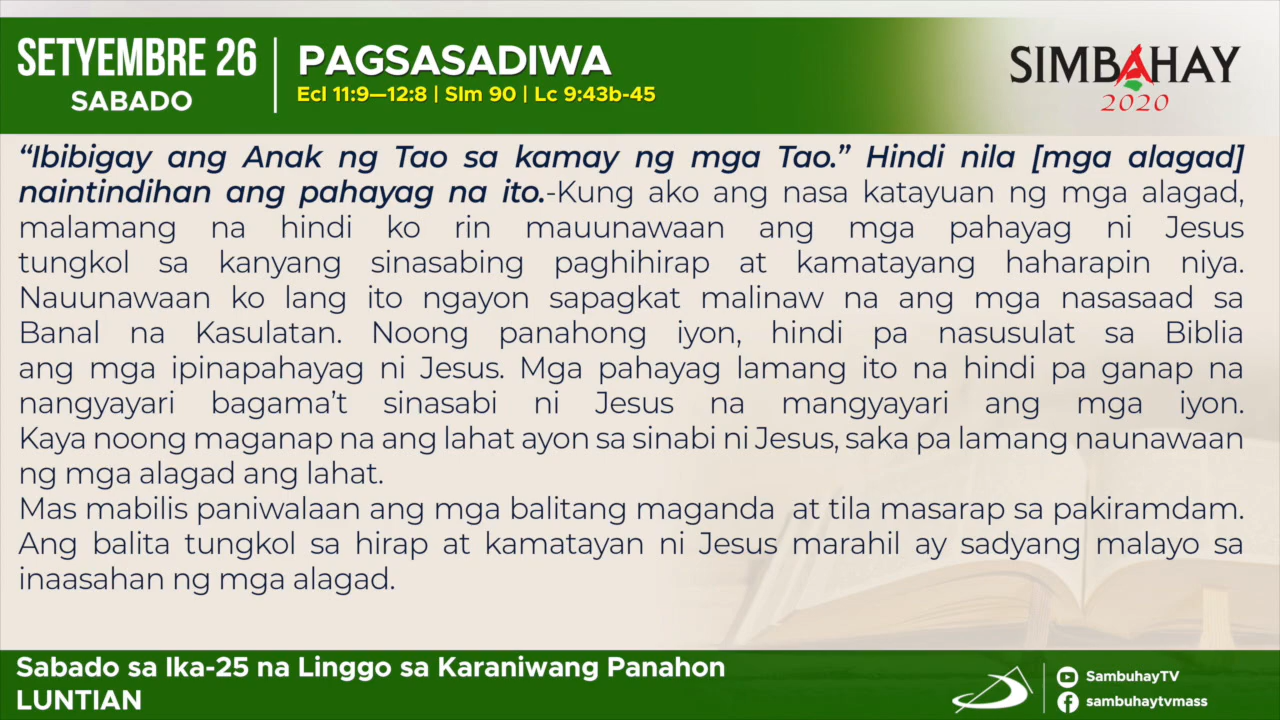 SETYEMBRE 26
SABADO
PAGSASADIWA
Ecl 11:9—12:8 | Slm 90 | Lc 9:43b-45
SIMBAHAY
2020
“Ibibigay ang Anak ng Tao sa kamay ng mga Tao.” Hindi nila [mga alagad]
naintindihan ang pahayag na ito.-Kung ako ang nasa katayuan ng mga alagad,
malamang na hindi ko rin mauunawaan ang mga pahayag ni Jesus
tungkol sa kanyang sinasabing paghihirap at kamatayang haharapin niya.
Nauunawaan ko lang ito ngayon sapagkat malinaw na ang mga nasasaad sa
Banal na Kasulatan. Noong panahong iyon, hindi pa nasusulat sa Biblia
ang mga ipinapahayag ni Jesus. Mga pahayag lamang ito na hindi pa ganap na
nangyayari bagama’t sinasabi ni Jesus na mangyayari ang mga iyon.
Kaya noong maganap na ang lahat ayon sa sinabi ni Jesus, saka pa lamang naunawaan
ng mga alagad ang lahat.
Mas mabilis paniwalaan ang mga balitang maganda at tila masarap sa pakiramdam.
Ang balita tungkol sa hirap at kamatayan ni Jesus marahil ay sadyang malayo sa
inaasahan ng mga alagad.
Sabado sa Ika-25 na Linggo sa Karaniwang Panahon
LUNTIAN
SambuhayTV
sambuhaytvmass